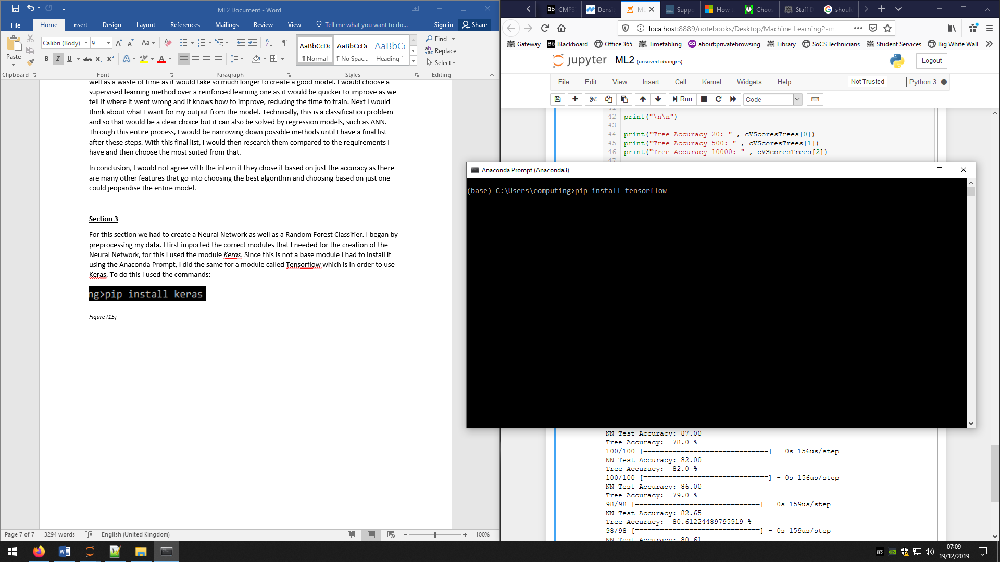 ML2 Document - Word
File
Home
Insert
Design
Layout
References
Mailings
Review
View
Tell me what you want to do...
Sign in
Share
Paste
Calibri (Body)
9
Aa
B I U abc x₂ x²
AaBbCcDc
¶ Normal
AaBbCcDc
¶ No Spac...
AaBbCc
Heading 1
Find
Replace
Select
Clipboard
Font
Paragraph
Styles
Editing
well as a waste of time as it would take so much longer to create a good model. I would choose a
supervised learning method over a reinforced learning one as it would be quicker to improve as we
tell it where it went wrong and it knows how to improve, reducing the time to train. Next I would
think about what I want for my output from the model. Technically, this is a classification problem
and so that would be a clear choice but it can also be solved by regression models, such as ANN.
Through this entire process, I would be narrowing down possible methods until I have a final list
after these steps. With this final list, I would then research them compared to the requirements I
have and then choose the most suited from that.
In conclusion, I would not agree with the intern if they chose it based on just the accuracy as there
are many other features that go into choosing the best algorithm and choosing based on just one
could jeopardise the entire model.
Section 3
For this section we had to create a Neural Network as well as a Random Forest Classifier. I began by
preprocessing my data. I first imported the correct modules that I needed for the creation of the
Neural Network, for this I used the module Keras. Since this is not a base module I had to install it
using the Anaconda Prompt, I did the same for a module called Tensorflow which is in order to use
Keras. To do this I used the commands:
ng>pip install keras
Figure (15)
Page 7 of 7
3294 words
English (United Kingdom)
100%
Bb CMP3
Densit
ML
Suppo
How t
Choos
Staff D
G shoul
localhost:8889/notebooks/Desktop/Machine_Learning2-m
Gateway
Bb Blackboard
Office 365
Timetabling
about:privatebrowsing
Library
SoCS Technicians
Student Services
Big White Wall
jupyter
ML2 (unsaved changes)
Logout
File
Edit
View
Insert
Cell
Kernel
Widgets
Help
Not Trusted
Python 3
Run
Code
41
42 print("\n\n")
43
44 print("Tree Accuracy 20: " , cVScoresTrees[0])
45 print("Tree Accuracy 500: " , cVScoresTrees[1])
46 print("Tree Accuracy 10000: " , cVScoresTrees[2])
47
Anaconda Prompt (Anaconda3)
(base) C:\Users\computing>pip install tensorflow
NN Test Accuracy: 87.00
Tree Accuracy:  78.0 %
100/100 [==============================] - 0s 156us/step
NN Test Accuracy: 82.00
Tree Accuracy:  82.0 %
100/100 [==============================] - 0s 156us/step
NN Test Accuracy: 86.00
Tree Accuracy:  79.0 %
98/98 [==============================] - 0s 159us/step
NN Test Accuracy: 82.65
Tree Accuracy:  80.61224489795919 %
98/98 [==============================] - 0s 159us/step
NN Test Accuracy: 80.61
07:09
19/12/2019